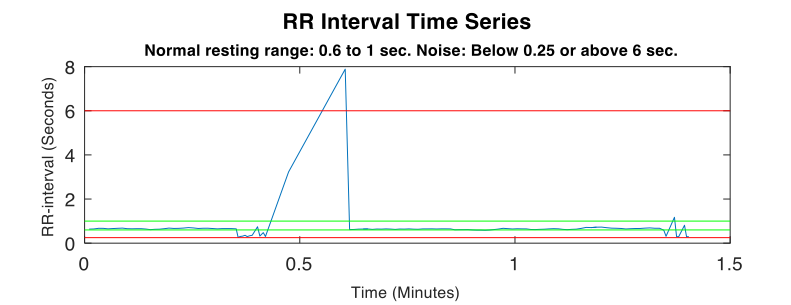 RR Interval Time Series
Normal resting range: 0.6 to 1 sec. Noise: Below 0.25 or above 6 sec.
RR-interval (Seconds)
8
6
4
2
0
0 0.5 1 1.5
Time (Minutes)